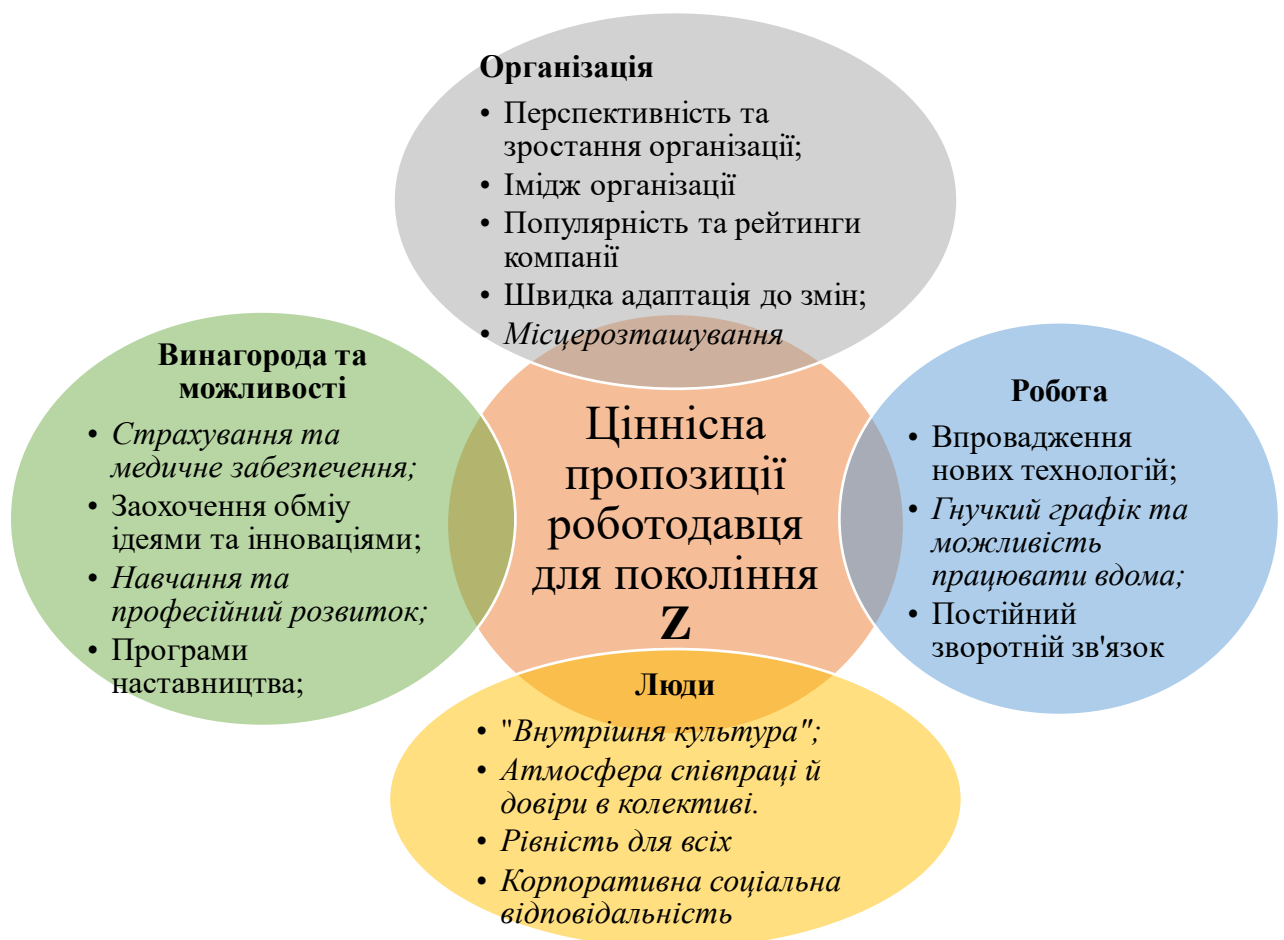 Організація
• Перспективність та
зростання організації;
• Імідж організації
• Популярність та рейтинги
компанії
• Швидка адаптація до змін;
• Місцерозташування
Винагорода та
можливості
• Страхування та
медичне забезпечення;
• Заохочення обміу
ідеями та інноваціями;
• Навчання та
професійний розвиток;
• Програми
наставництва;
Ціннісна
пропозиції
роботодавця
для покоління
Z
Робота
• Впровадження
нових технологій;
• Гнучкий графік та
можливість
працювати вдома;
• Постійний
зворотній зв'язок
Люди
• "Внутрішня культура";
• Атмосфера співпраці й
довіри в колективі.
• Рівність для всіх
• Корпоративна соціальна
відповідальність